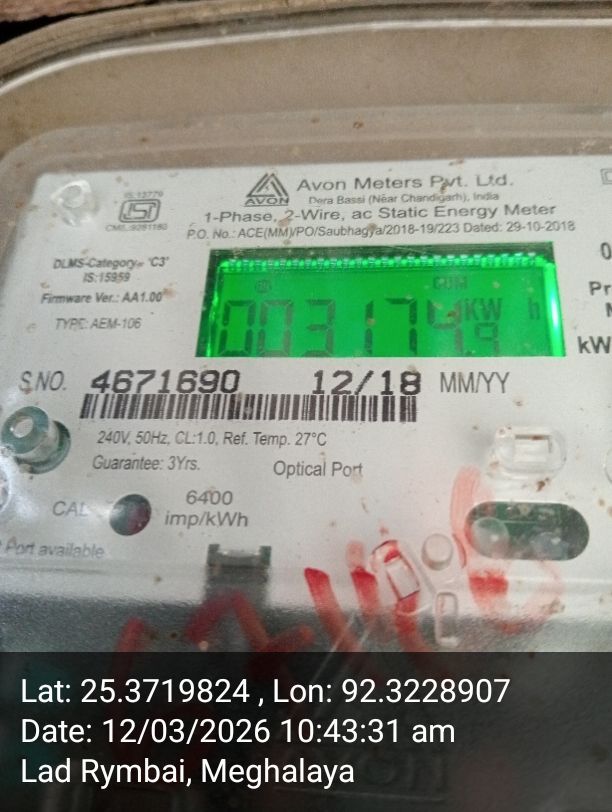 IS:13779
CM/L:9281180
AVON
Avon Meters Pvt. Ltd.
Dera Bassi (Near Chandigarh), India
1-Phase, 2-Wire, ac Static Energy Meter
P.O. No.: ACE(MM)/PO/Saubhagya/2018-19/223 Dated: 29-10-2018
DLMS-Category- 'C3'
IS:15959
Firmware Ver.: AA1.00
TYPE: AEM-106
CUM
003174.9 KW h
kW
S.NO. 4671690 12/18 MM/YY
240V, 50Hz, CL:1.0, Ref. Temp. 27°C
Guarantee: 3Yrs.
Optical Port
CAL
6400
imp/kWh
Port available
Lat: 25.3719824 , Lon: 92.3228907
Date: 12/03/2026 10:43:31 am
Lad Rymbai, Meghalaya